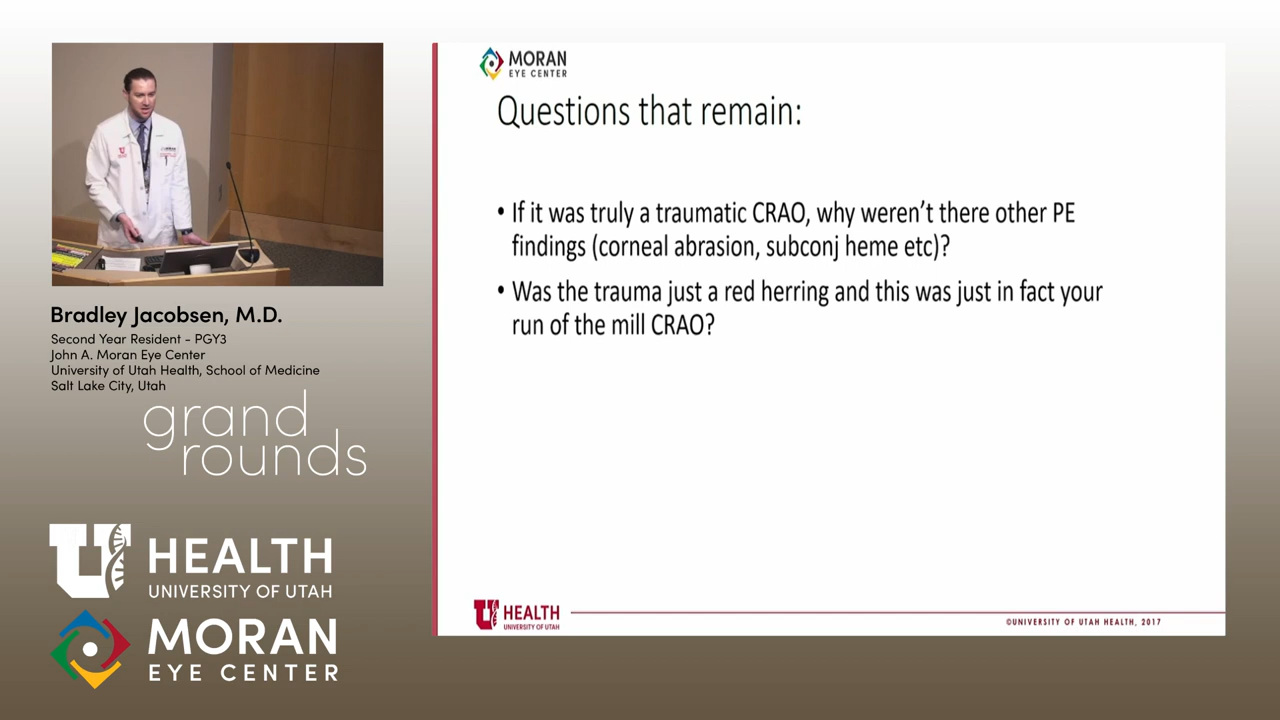 MORAN
EYE CENTER
Questions that remain:
• If it was truly a traumatic CRAO, why weren't there other PE
findings (corneal abrasion, subconj heme etc)?
• Was the trauma just a red herring and this was just in fact your
run of the mill CRAO?
U HEALTH
UNIVERSITY OF UTAH
©UNIVERSITY OF UTAH HEALTH, 2017
Bradley Jacobsen, M.D.
Second Year Resident - PGY3
John A. Moran Eye Center
University of Utah Health, School of Medicine
Salt Lake City, Utah
grand
rounds
U HEALTH
UNIVERSITY OF UTAH
MORAN
EYE CENTER